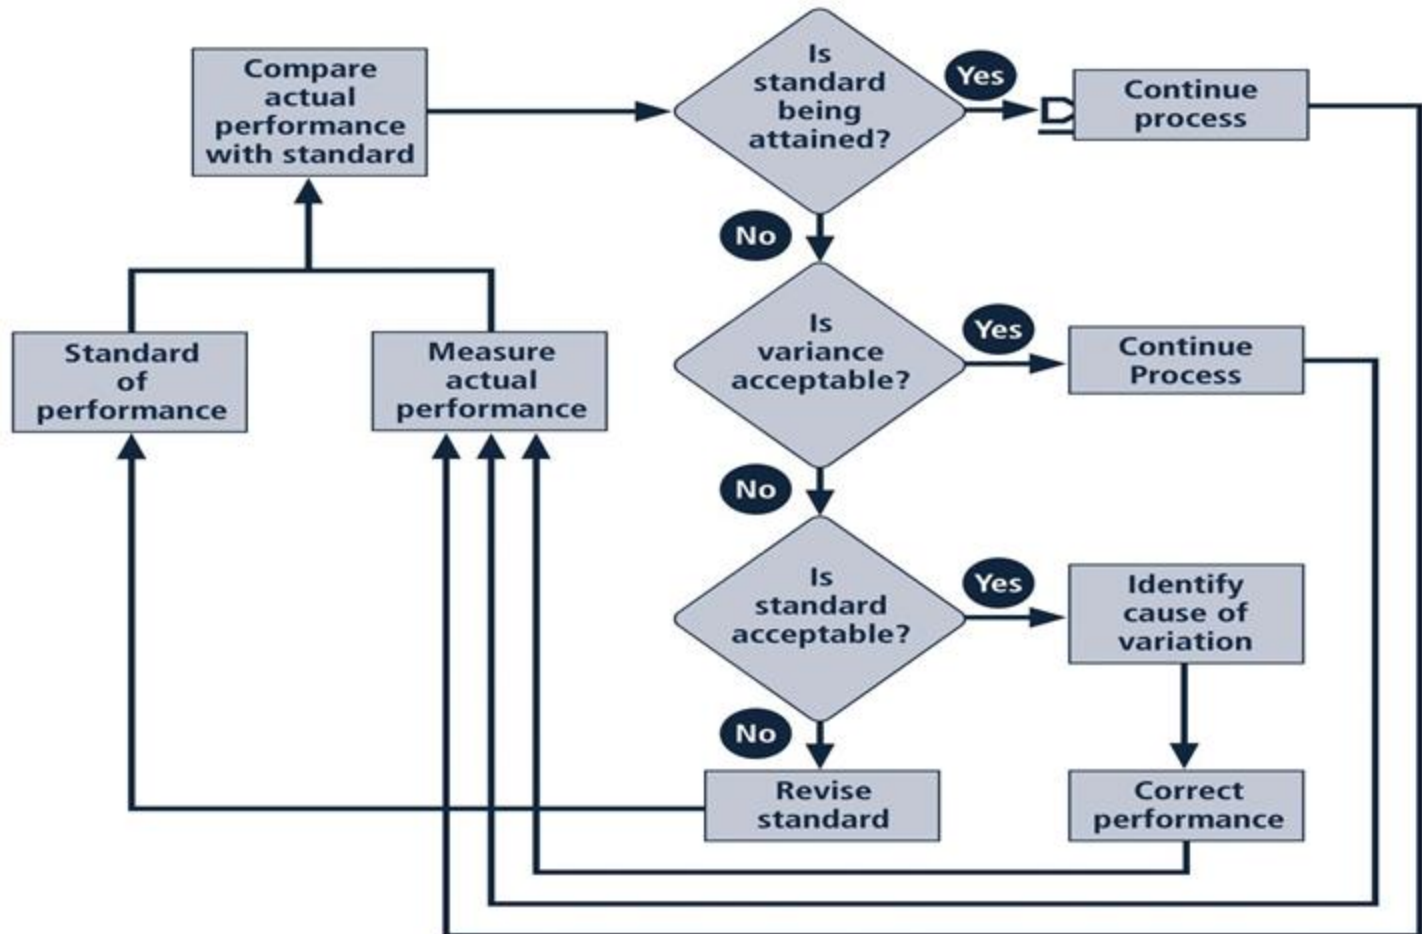 Compare
actual
performance
with standard
Is
standard
being
attained?
Yes
D
Continue
process
No
Standard
of
performance
Measure
actual
performance
Is
variance
acceptable?
Yes
Continue
Process
No
Is
standard
acceptable?
Yes
Identify
cause of
variation
No
Revise
standard
Correct
performance